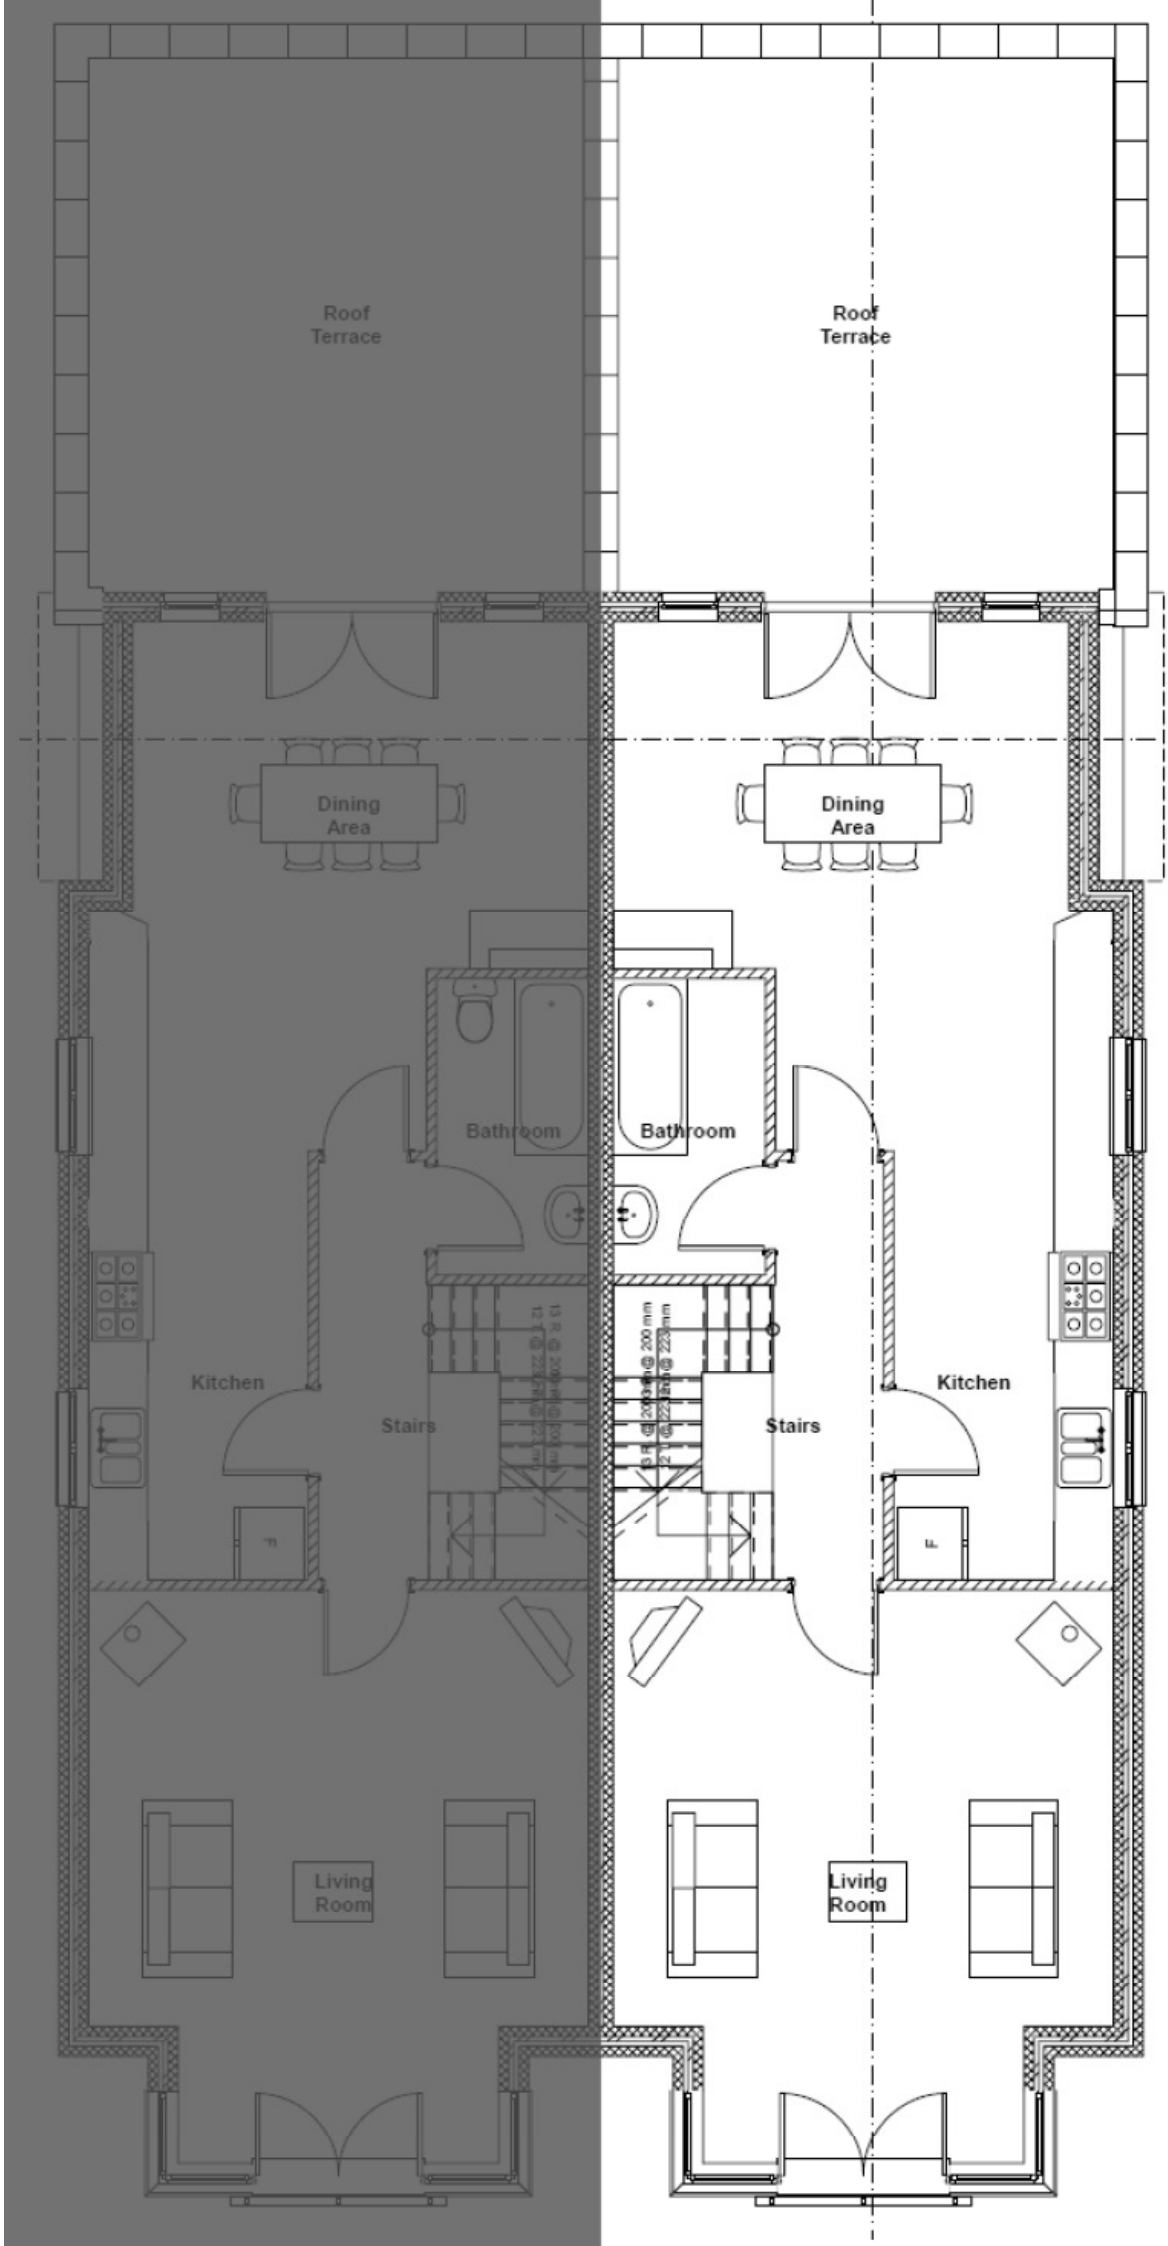 Roof
Terrace
Roof
Terrace
Dining
Area
Dining
Area
Bathroom
Bathroom
Kitchen
Kitchen
Stairs
Stairs
F
F
Living
Room
Living
Room